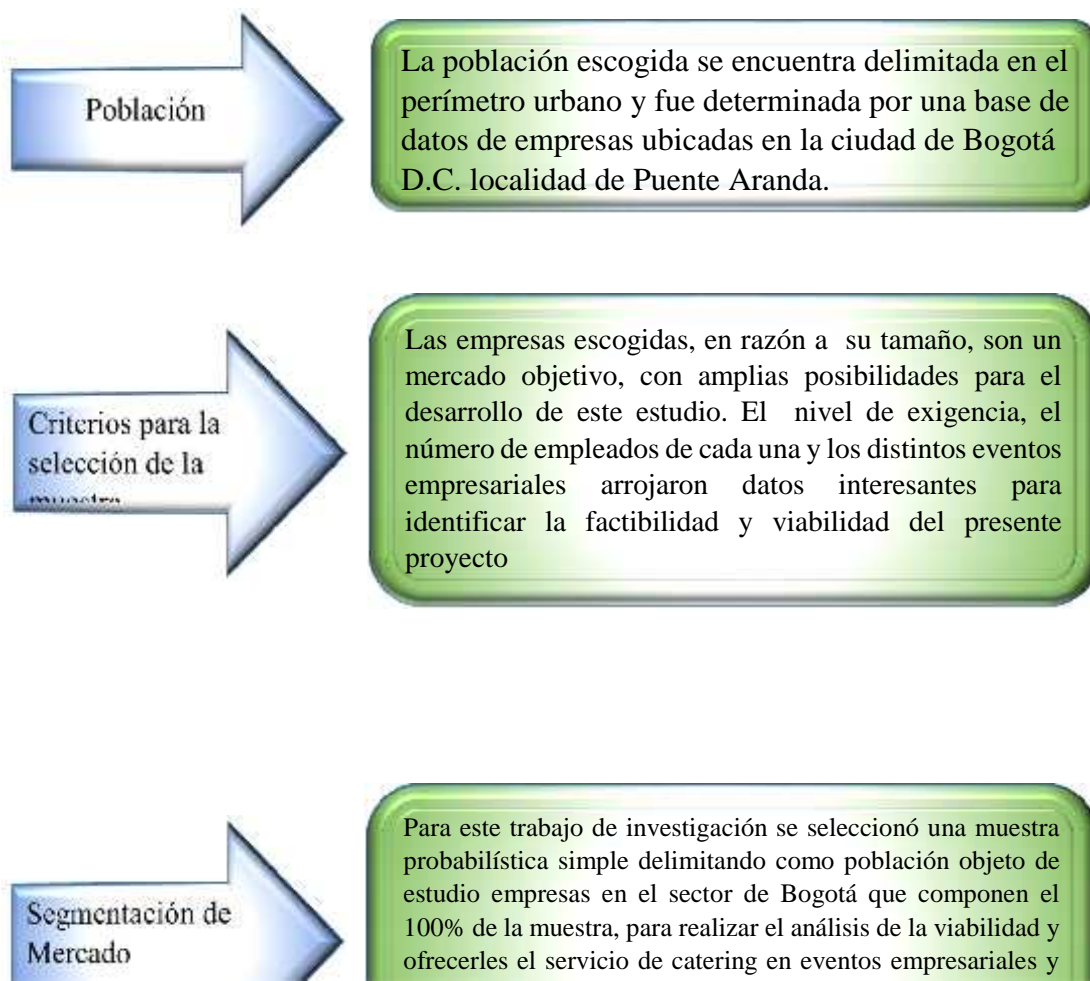 Población
La población escogida se encuentra delimitada en el
perímetro urbano y fue determinada por una base de
datos de empresas ubicadas en la ciudad de Bogotá
D.C. localidad de Puente Aranda.
Criterios para la
selección de la
Las empresas escogidas, en razón a su tamaño, son un
mercado objetivo, con amplias posibilidades para el
desarrollo de este estudio. El nivel de exigencia, el
número de empleados de cada una y los distintos eventos
empresariales arrojaron datos interesantes para
identificar la factibilidad y viabilidad del presente
proyecto
Segmentación de
Mercado
Para este trabajo de investigación se seleccionó una muestra
probabilística simple delimitando como población objeto de
estudio empresas en el sector de Bogotá que componen el
100% de la muestra, para realizar el análisis de la viabilidad y
ofrecerles el servicio de catering en eventos empresariales y